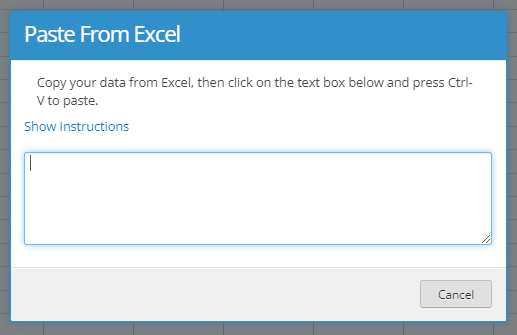 Paste From Excel
Copy your data from Excel, then click on the text box below and press Ctrl-
V to paste.
Show Instructions
Cancel